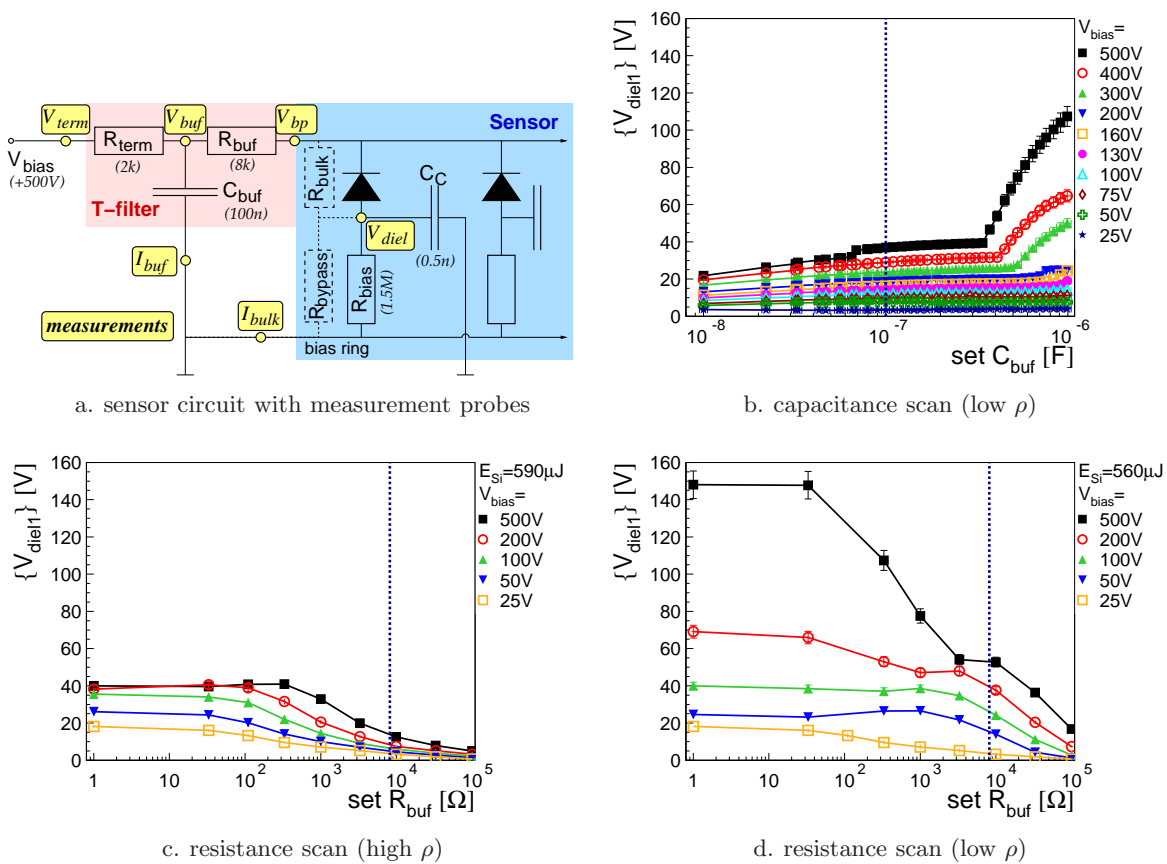 V_term
V_buf
V_bp
Sensor
R_term
(2k)
R_buf
(8k)
V_bias
(+500V)
C_buf
(100n)
T-filter
R_bulk
C_C
V_diel
(0.5n)
I_buf
R_bypass
R_bias
(1.5M)
I_bulk
measurements
bias ring
a. sensor circuit with measurement probes
{V_diel1} [V]
160
140
120
100
80
60
40
20
0
10^-8
10^-7
10^-6
set C_buf [F]
V_bias=
500V
400V
300V
200V
160V
130V
100V
75V
50V
25V
b. capacitance scan (low ρ)
{V_diel1} [V]
160
140
120
100
80
60
40
20
0
1
10
10^2
10^3
10^4
10^5
set R_buf [Ω]
E_Si=590μJ
V_bias=
500V
200V
100V
50V
25V
c. resistance scan (high ρ)
{V_diel1} [V]
160
140
120
100
80
60
40
20
0
1
10
10^2
10^3
10^4
10^5
set R_buf [Ω]
E_Si=560μJ
V_bias=
500V
200V
100V
50V
25V
d. resistance scan (low ρ)